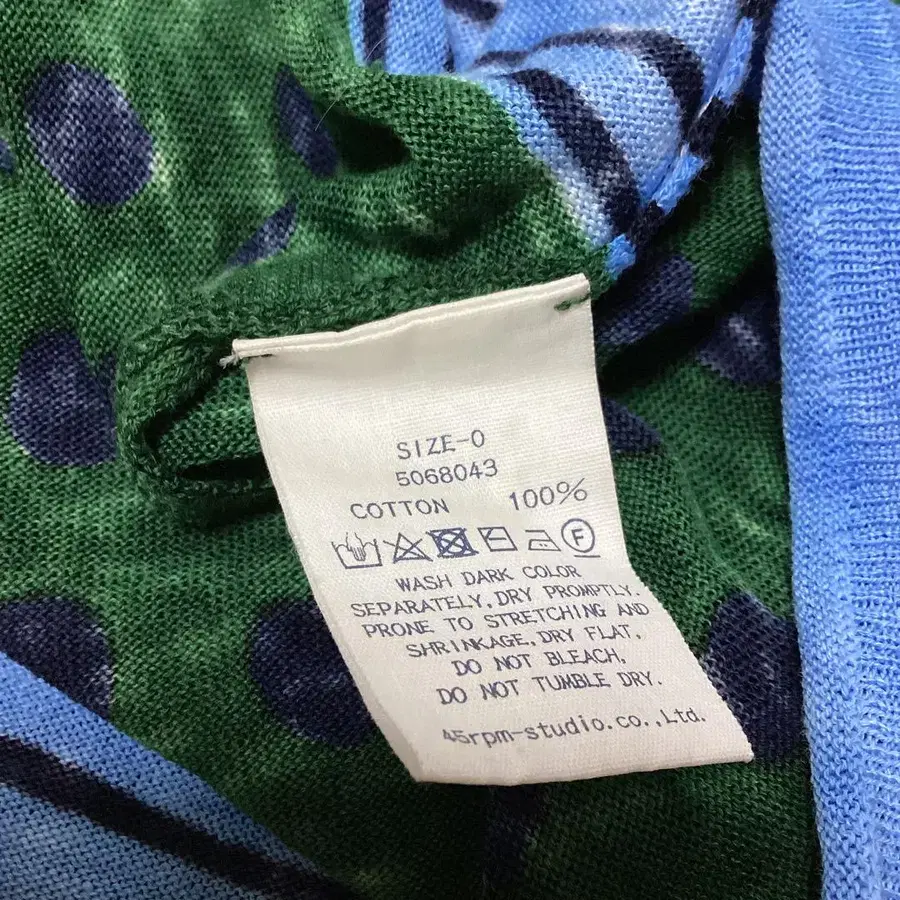 SIZE-0
5068043
COTTON 100%
F
WASH DARK COLOR
SEPARATELY, DRY PROMPTLY.
PRONE TO STRETCHING AND
SHRINKAGE, DRY FLAT,
DO NOT BLEACH,
DO NOT TUMBLE DRY.
45rpm-studio.co.,Ltd.